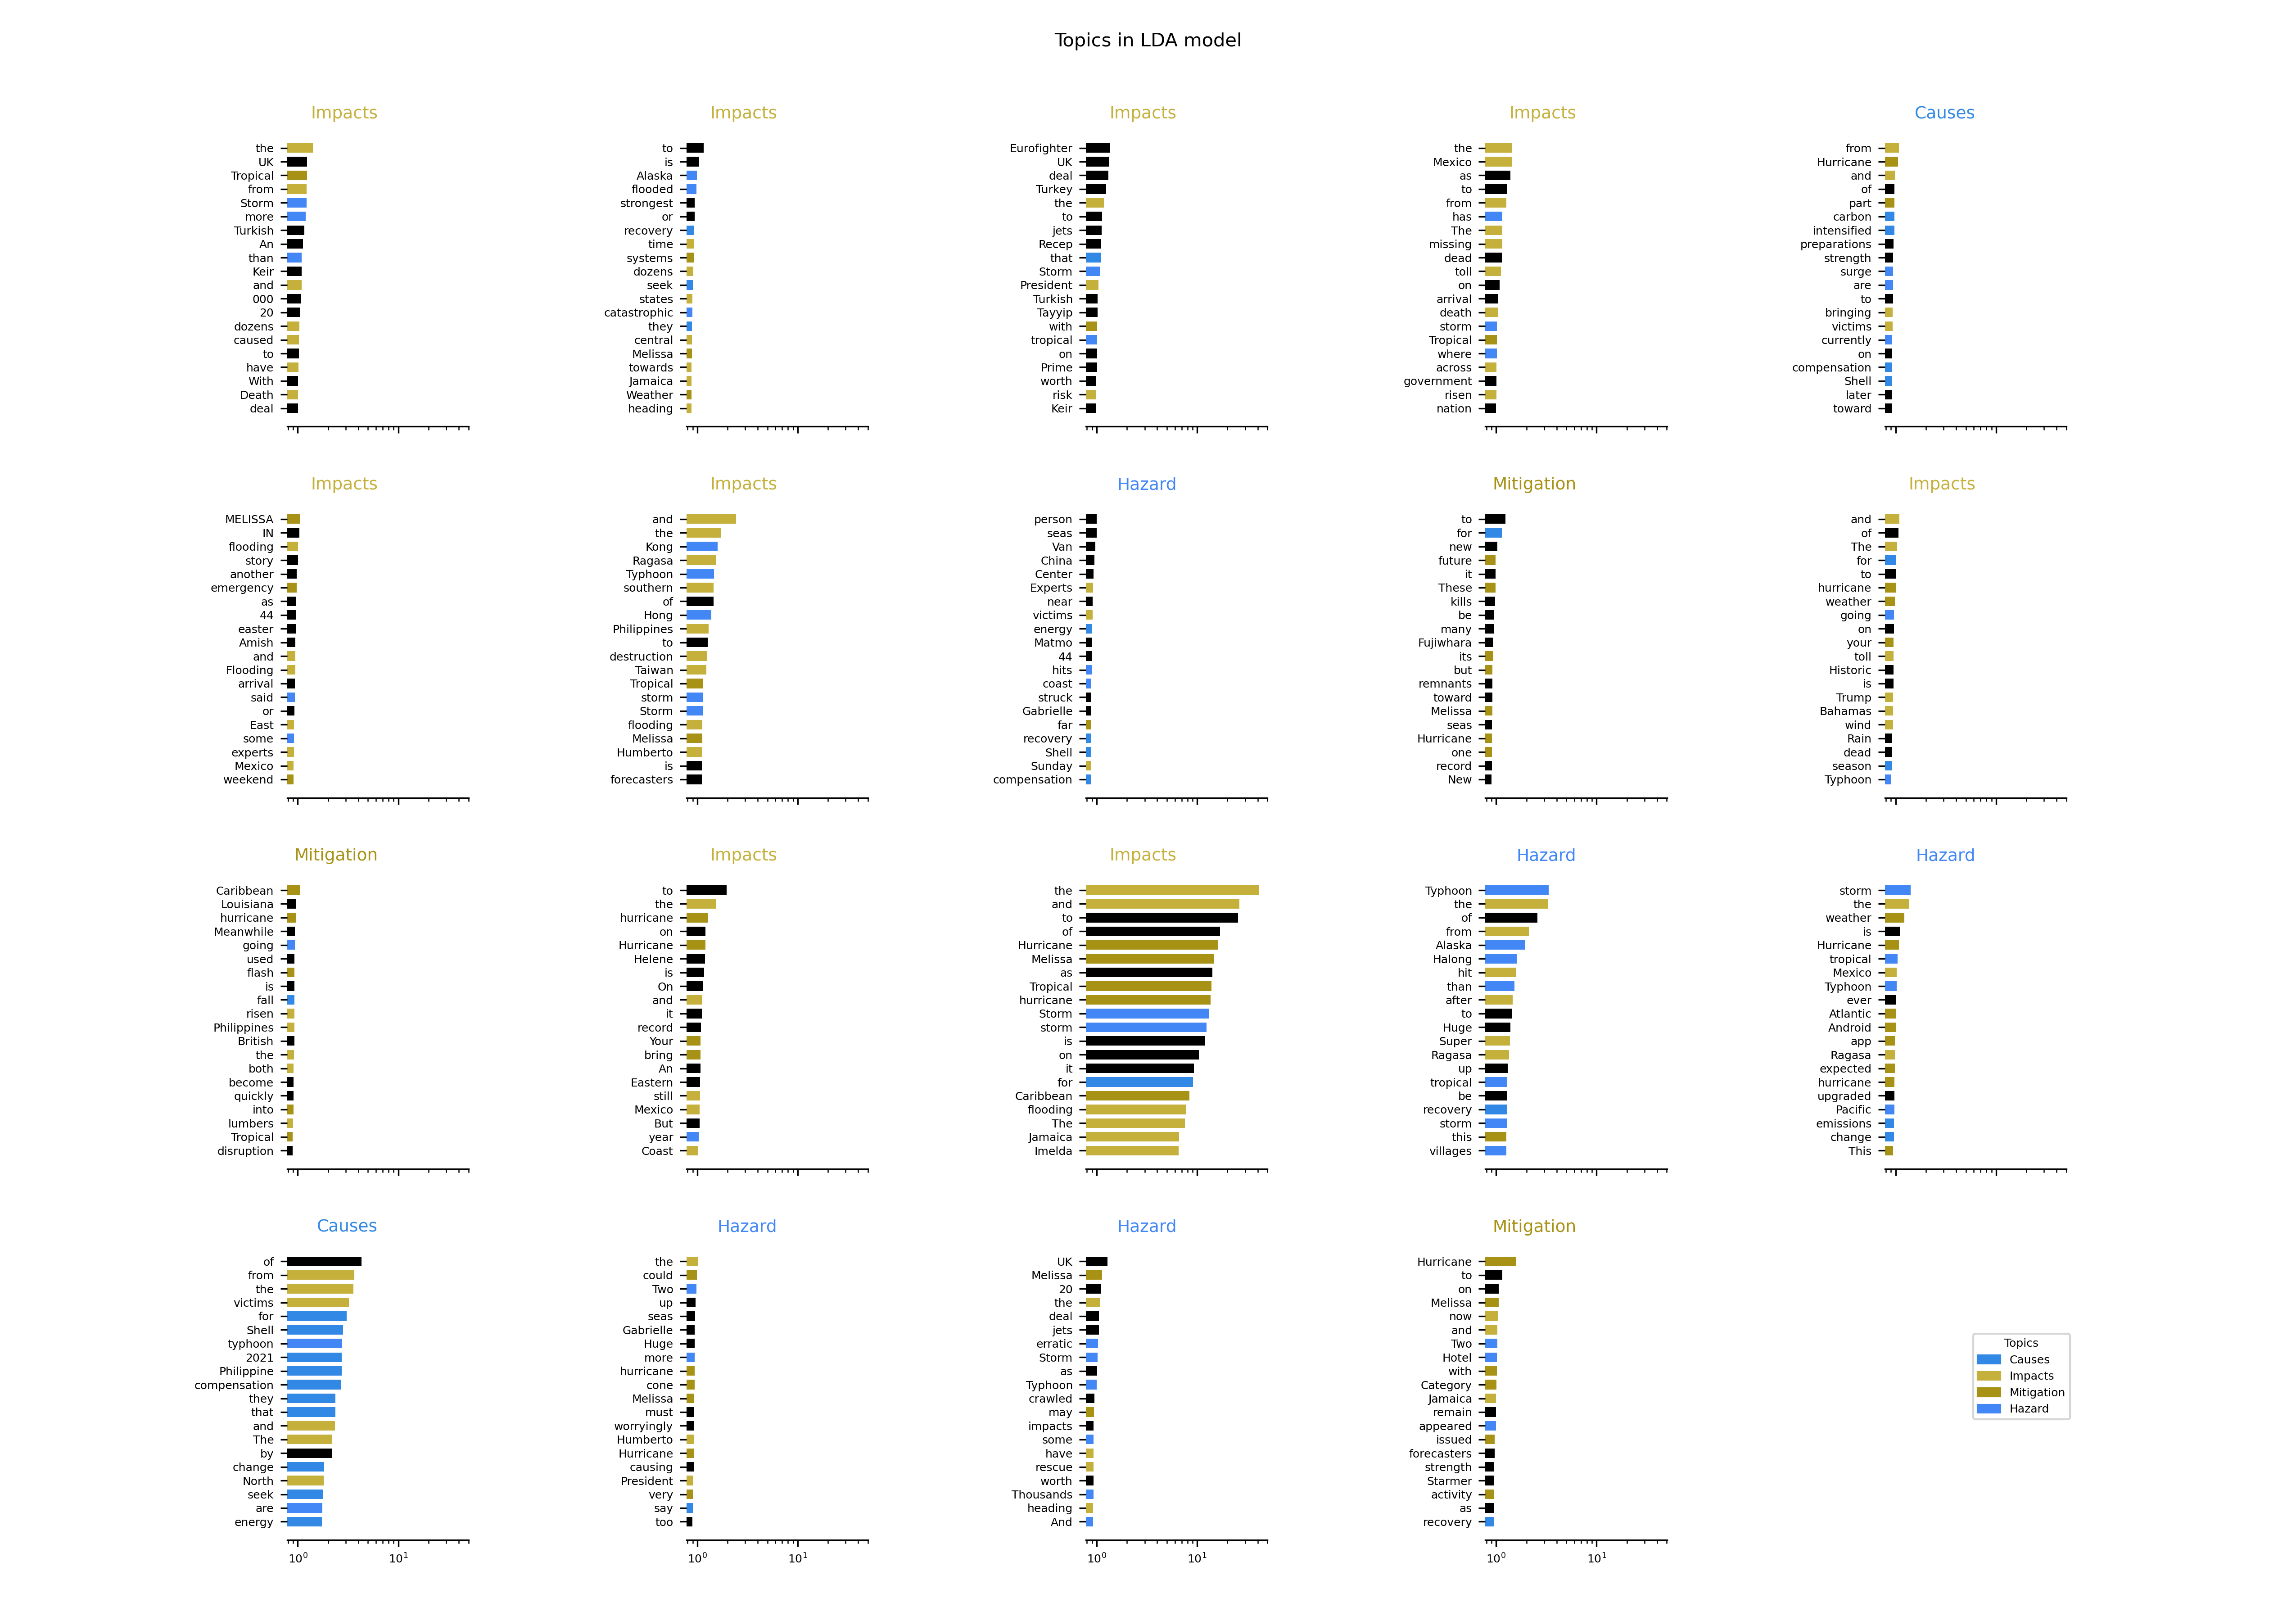 Topics in LDA model
Impacts
the
UK
Tropical
from
Storm
more
Turkish
An
than
Keir
and
000
20
dozens
caused
to
have
With
Death
deal
Impacts
to
is
Alaska
flooded
strongest
or
recovery
time
systems
dozens
seek
states
catastrophic
they
central
Melissa
towards
Jamaica
Weather
heading
Impacts
Eurofighter
UK
deal
Turkey
the
to
jets
Recep
that
Storm
President
Turkish
Tayyip
with
tropical
on
Prime
worth
risk
Keir
Impacts
the
Mexico
as
to
from
has
The
missing
dead
toll
on
arrival
death
storm
Tropical
where
across
government
risen
nation
Causes
from
Hurricane
and
of
part
carbon
intensified
preparations
strength
surge
are
to
bringing
victims
currently
on
compensation
Shell
later
toward
Impacts
MELISSA
IN
flooding
story
another
emergency
as
44
easter
Amish
and
Flooding
arrival
said
or
East
some
experts
Mexico
weekend
Impacts
and
the
Kong
Ragasa
Typhoon
southern
of
Hong
Philippines
to
destruction
Taiwan
Tropical
storm
Storm
flooding
Melissa
Humberto
is
forecasters
Hazard
person
seas
Van
China
Center
Experts
near
victims
energy
Matmo
44
hits
coast
struck
Gabrielle
far
recovery
Shell
Sunday
compensation
Mitigation
to
for
new
future
it
These
kills
be
many
Fujiwhara
its
but
remnants
toward
Melissa
seas
Hurricane
one
record
New
Impacts
and
of
The
for
to
hurricane
weather
going
on
your
toll
Historic
is
Trump
Bahamas
wind
Rain
dead
season
Typhoon
Mitigation
Caribbean
Louisiana
hurricane
Meanwhile
going
used
flash
is
fall
risen
Philippines
British
the
both
become
quickly
into
lumbers
Tropical
disruption
Impacts
to
the
hurricane
on
Hurricane
Helene
is
On
and
it
record
Your
bring
An
Eastern
still
Mexico
But
year
Coast
Impacts
the
and
to
of
Hurricane
Melissa
as
Tropical
hurricane
Storm
storm
is
on
it
for
Caribbean
flooding
The
Jamaica
Imelda
Hazard
Typhoon
the
of
from
Alaska
Halong
hit
than
after
to
Huge
Super
Ragasa
up
tropical
be
recovery
storm
this
villages
Hazard
storm
the
weather
is
Hurricane
tropical
Mexico
Typhoon
ever
Atlantic
Android
app
Ragasa
expected
hurricane
upgraded
Pacific
emissions
change
This
Causes
of
from
the
victims
for
Shell
typhoon
2021
Philippine
compensation
they
that
and
The
by
change
North
seek
are
energy
10⁰ 10¹
Hazard
the
could
Two
up
seas
Gabrielle
Huge
more
hurricane
cone
Melissa
must
worryingly
Humberto
Hurricane
causing
President
very
say
too
10⁰ 10¹
Hazard
UK
Melissa
20
the
deal
jets
erratic
Storm
as
Typhoon
crawled
may
impacts
some
have
rescue
worth
Thousands
heading
And
10⁰ 10¹
Mitigation
Hurricane
to
on
Melissa
now
and
Two
Hotel
with
Category
Jamaica
remain
appeared
issued
forecasters
strength
Starmer
activity
as
recovery
10⁰ 10¹
Topics
Causes
Impacts
Mitigation
Hazard